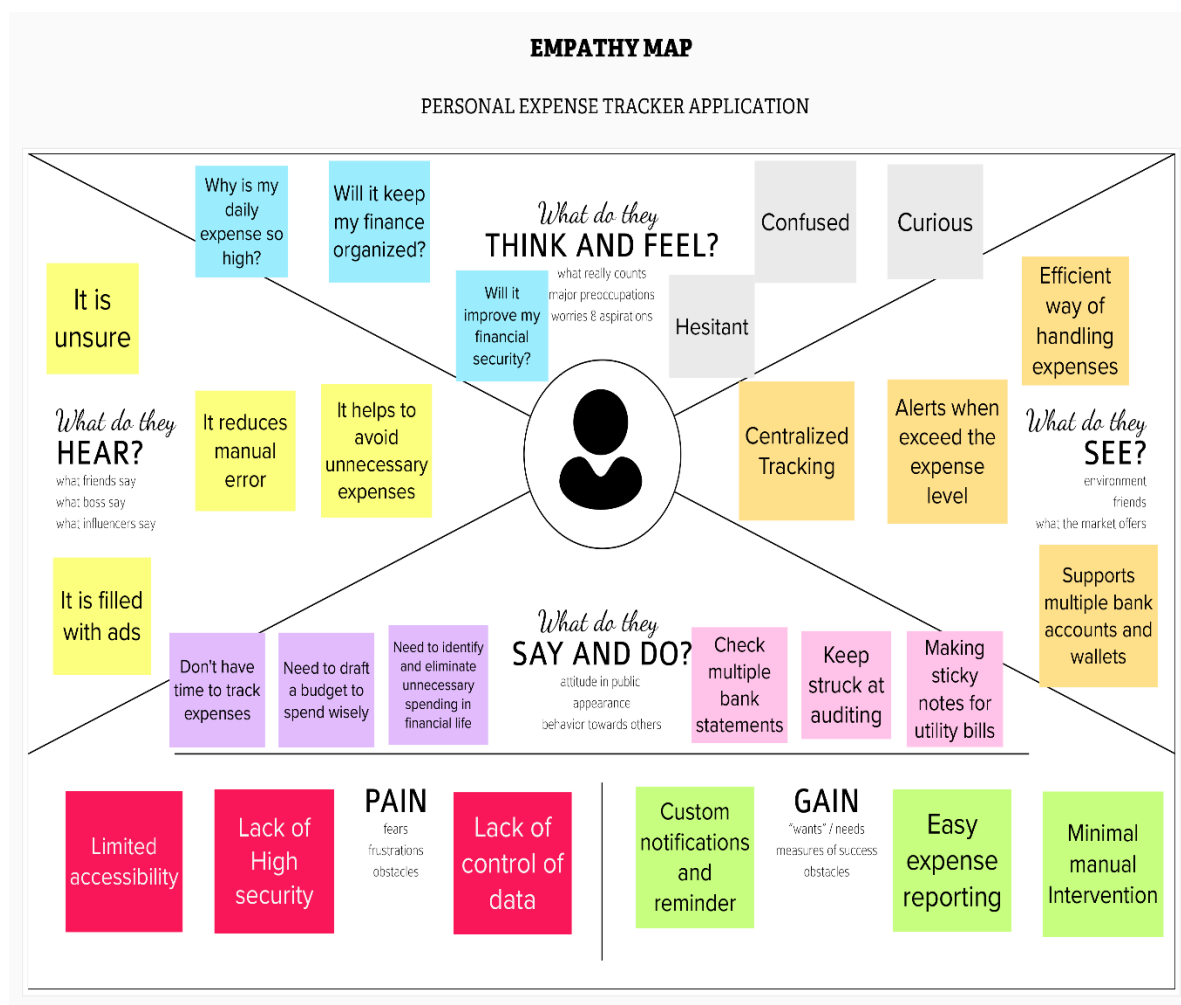 EMPATHY MAP
PERSONAL EXPENSE TRACKER APPLICATION
Why is my
daily
expense so
high?
Will it keep
my finance
organized?
What do they
THINK AND FEEL?
what really counts
major preoccupations
worries & aspirations
Will it
improve my
financial
security?
Confused
Curious
Hesitant
It is
unsure
What do they
HEAR?
what friends say
what boss say
what influencers say
It reduces
manual
error
It helps to
avoid
unnecessary
expenses
It is filled
with ads
Efficient
way of
handling
expenses
Centralized
Tracking
Alerts when
exceed the
expense
level
What do they
SEE?
environment
friends
what the market offers
Supports
multiple bank
accounts and
wallets
What do they
SAY AND DO?
attitude in public
appearance
behavior towards others
Don't have
time to track
expenses
Need to draft
a budget to
spend wisely
Need to identify
and eliminate
unnecessary
spending in
financial life
Check
multiple
bank
statements
Keep
struck at
auditing
Making
sticky
notes for
utility bills
PAIN
fears
frustrations
obstacles
Limited
accessibility
Lack of
High
security
Lack of
control of
data
GAIN
"wants" / needs
measures of success
obstacles
Custom
notifications
and
reminder
Easy
expense
reporting
Minimal
manual
Intervention